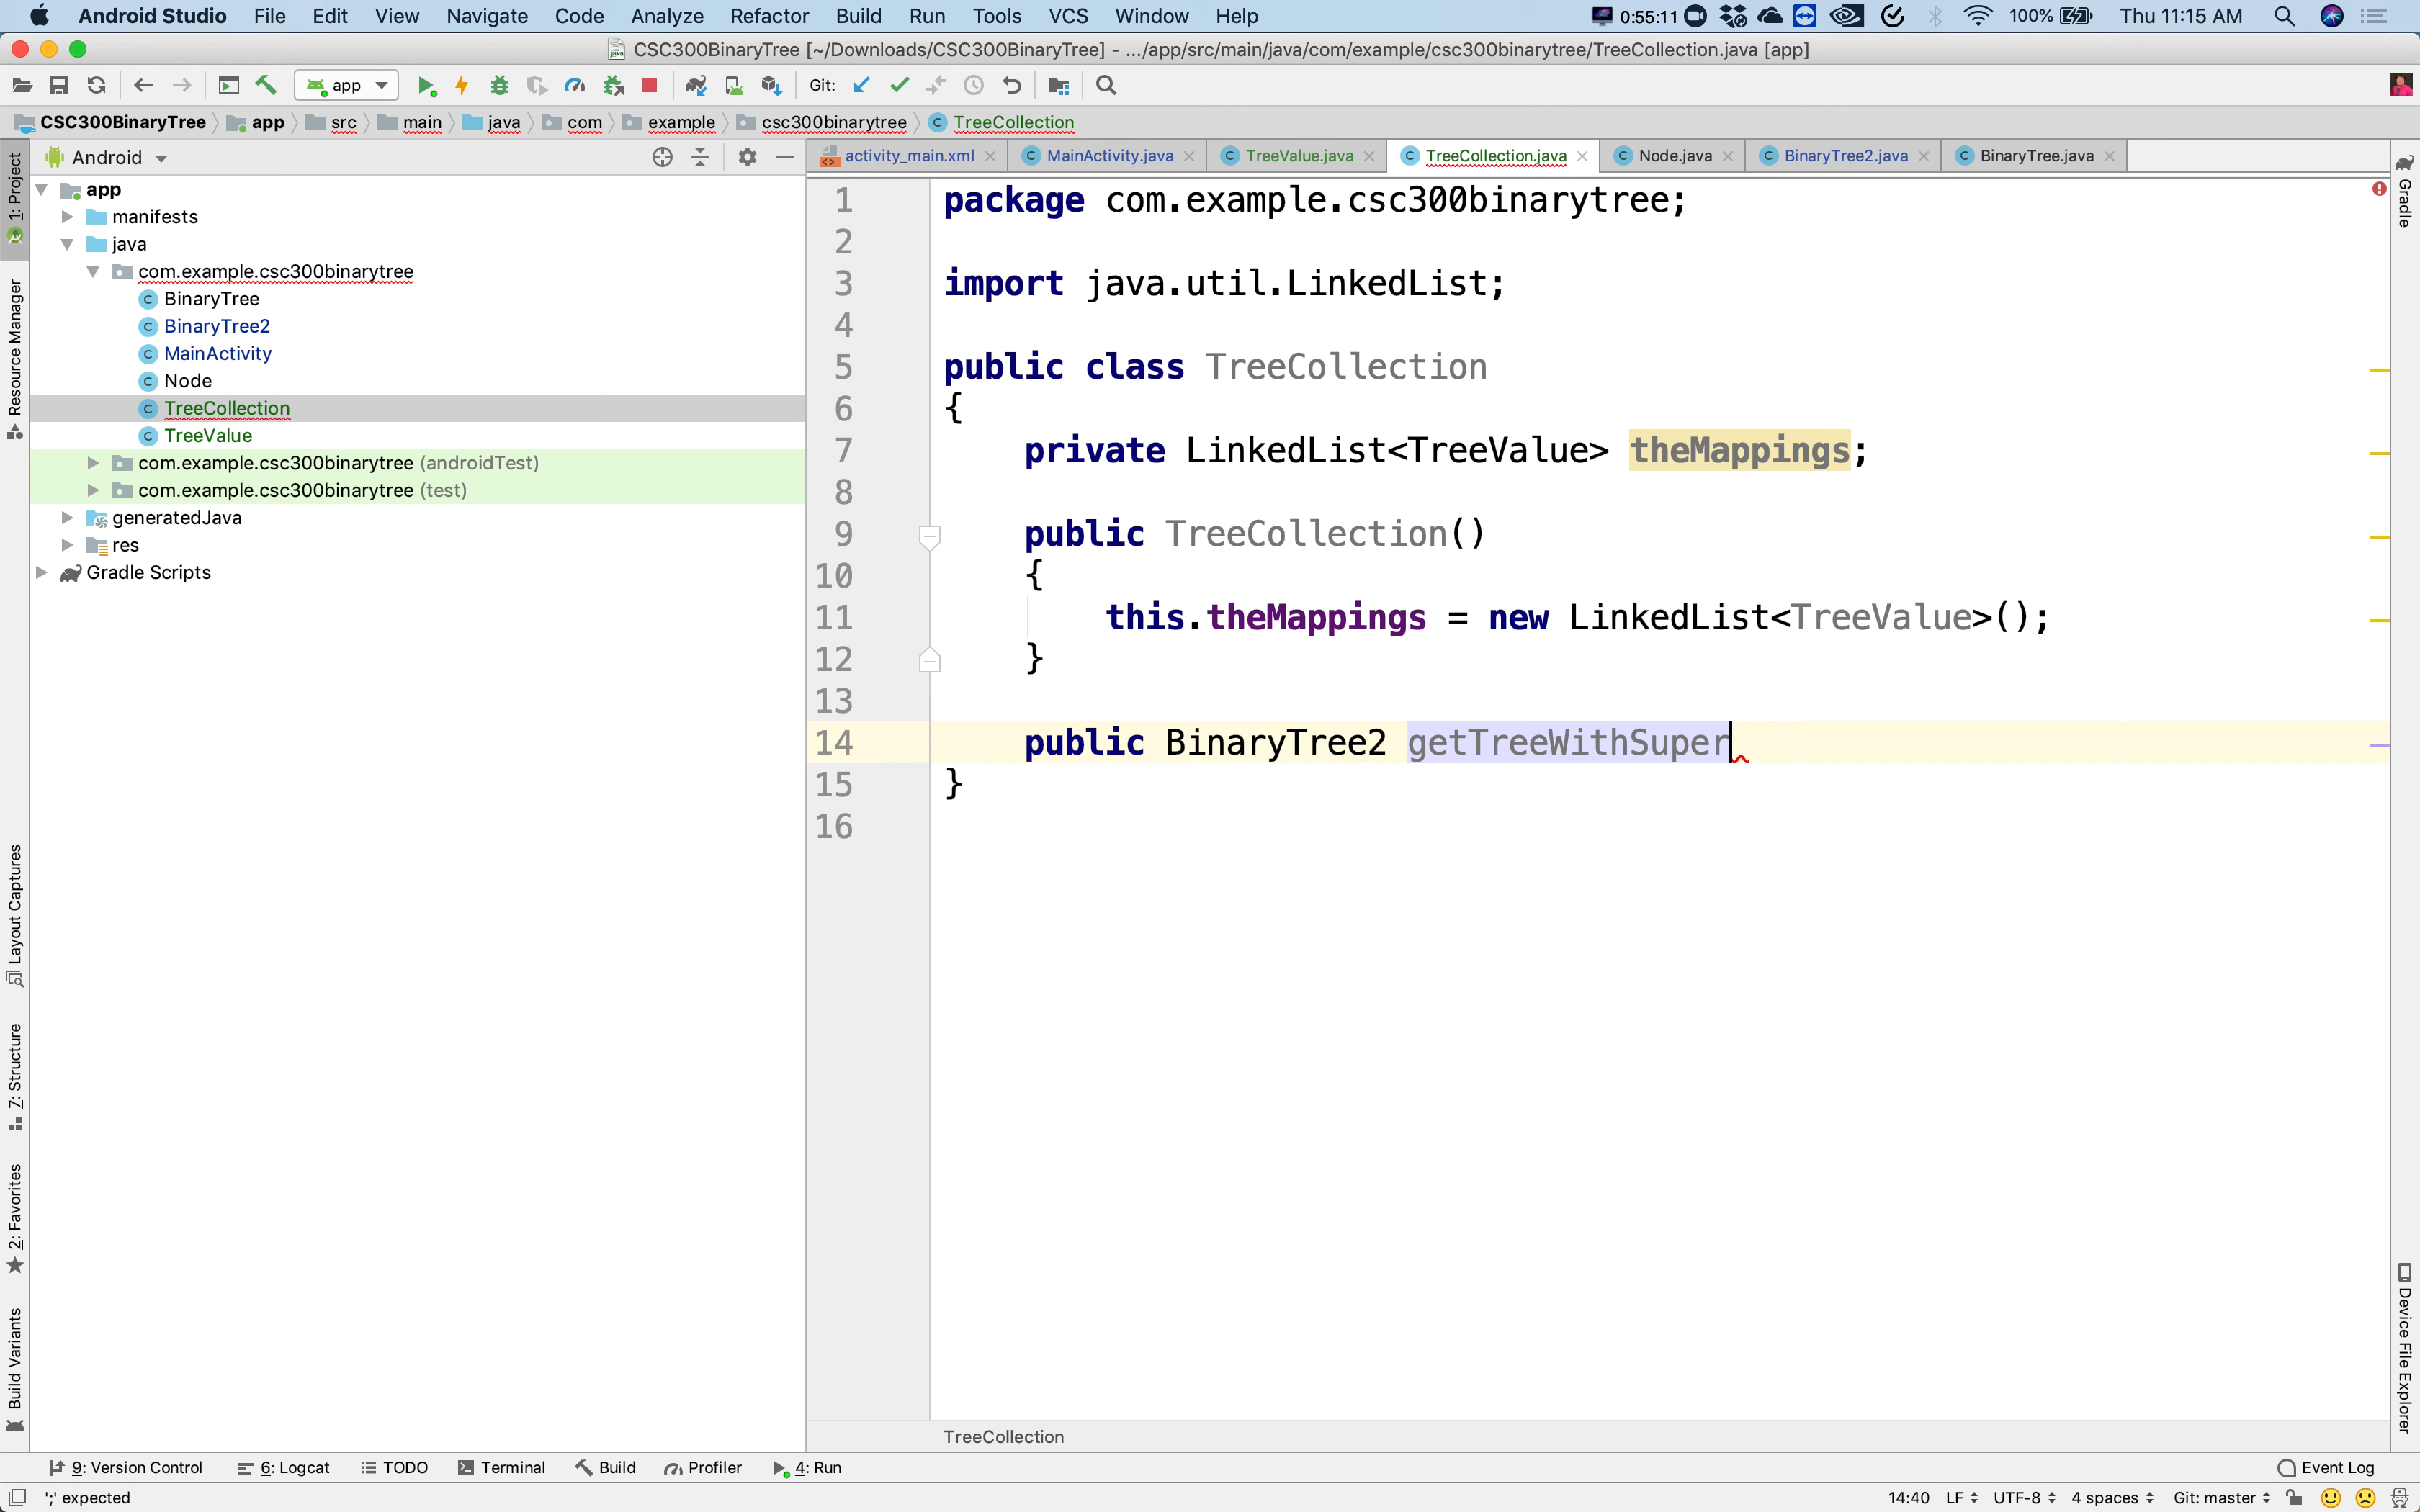 Android Studio File Edit View Navigate Code Analyze Refactor Build Run Tools VCS Window Help 0:55:11 100% Thu 11:15 AM
CSC300BinaryTree [~/Downloads/CSC300BinaryTree] - .../app/src/main/java/com/example/csc300binarytree/TreeCollection.java [app]
app Git:
CSC300BinaryTree app src main java com example csc300binarytree TreeCollection
Android
activity_main.xml MainActivity.java TreeValue.java TreeCollection.java Node.java BinaryTree2.java BinaryTree.java
app
manifests
java
com.example.csc300binarytree
BinaryTree
BinaryTree2
MainActivity
Node
TreeCollection
TreeValue
com.example.csc300binarytree (androidTest)
com.example.csc300binarytree (test)
generatedJava
res
Gradle Scripts
1: Project
Resource Manager
Layout Captures
7: Structure
2: Favorites
Build Variants
1 package com.example.csc300binarytree;
2
3 import java.util.LinkedList;
4
5 public class TreeCollection
6 {
7 private LinkedList<TreeValue> theMappings;
8
9 public TreeCollection()
10 {
11 this.theMappings = new LinkedList<TreeValue>();
12 }
13
14 public BinaryTree2 getTreeWithSuper
15 }
16
TreeCollection
Gradle
Device File Explorer
9: Version Control 6: Logcat TODO Terminal Build Profiler 4: Run Event Log
';' expected 14:40 LF UTF-8 4 spaces Git: master